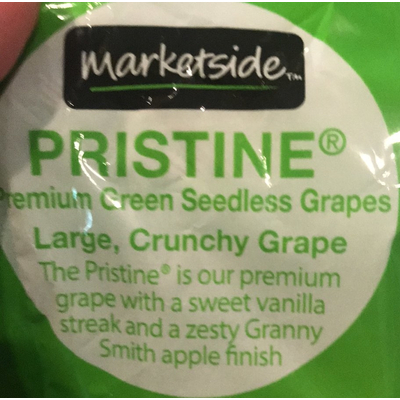 marketside™
PRISTINE®
Premium Green Seedless Grapes
Large, Crunchy Grape
The Pristine® is our premium
grape with a sweet vanilla
streak and a zesty Granny
Smith apple finish